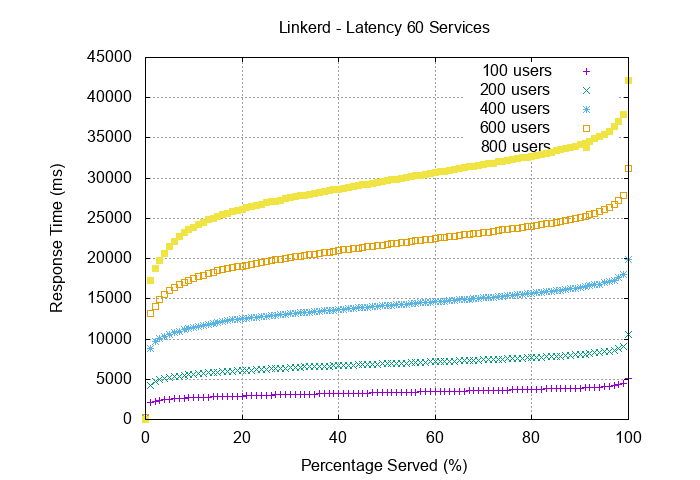 Linkerd - Latency 60 Services
45000
40000
35000
30000
25000
20000
15000
10000
5000
0
Response Time (ms)
100 users
200 users
400 users
600 users
800 users
0 20 40 60 80 100
Percentage Served (%)